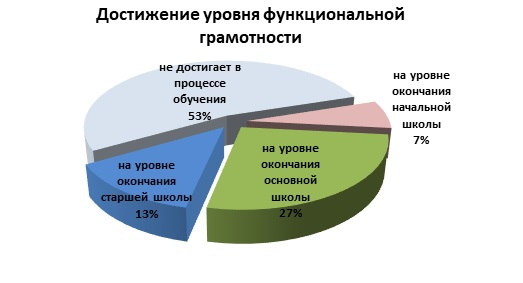 Достижение уровня функциональной
грамотности
не достигает в
процессе
обучения
53%
на уровне
окончания
начальной
школы
7%
на уровне
окончания
основной
школы
27%
на уровне
окончания
старшей школы
13%